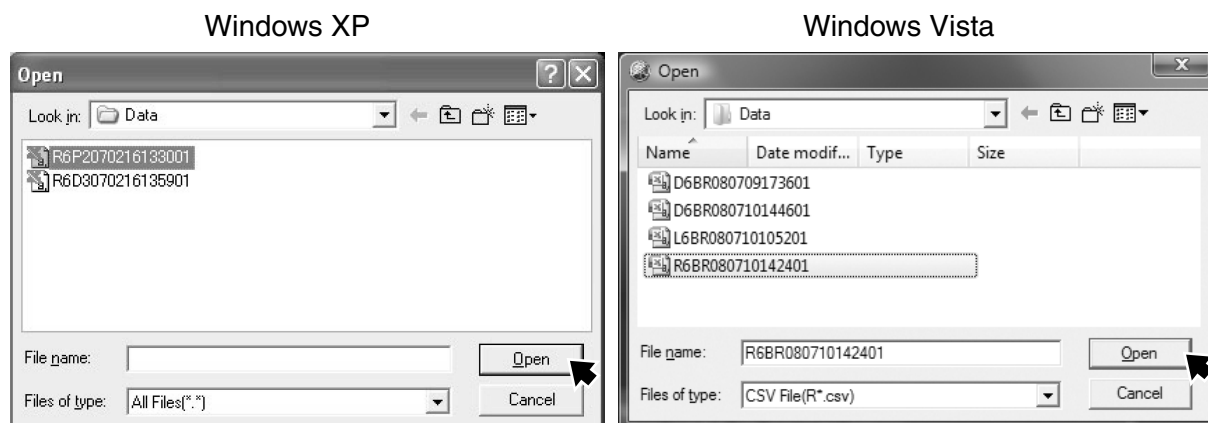 Windows XP
Open
Look in: Data
R6P2070216133001
R6D3070216135901
File name:
Open
Files of type: All Files(*.*)
Cancel
Windows Vista
Open
Look in: Data
Name Date modif... Type Size
D6BR080709173601
D6BR080710144601
L6BR080710105201
R6BR080710142401
File name: R6BR080710142401
Open
Files of type: CSV File(R*.csv)
Cancel